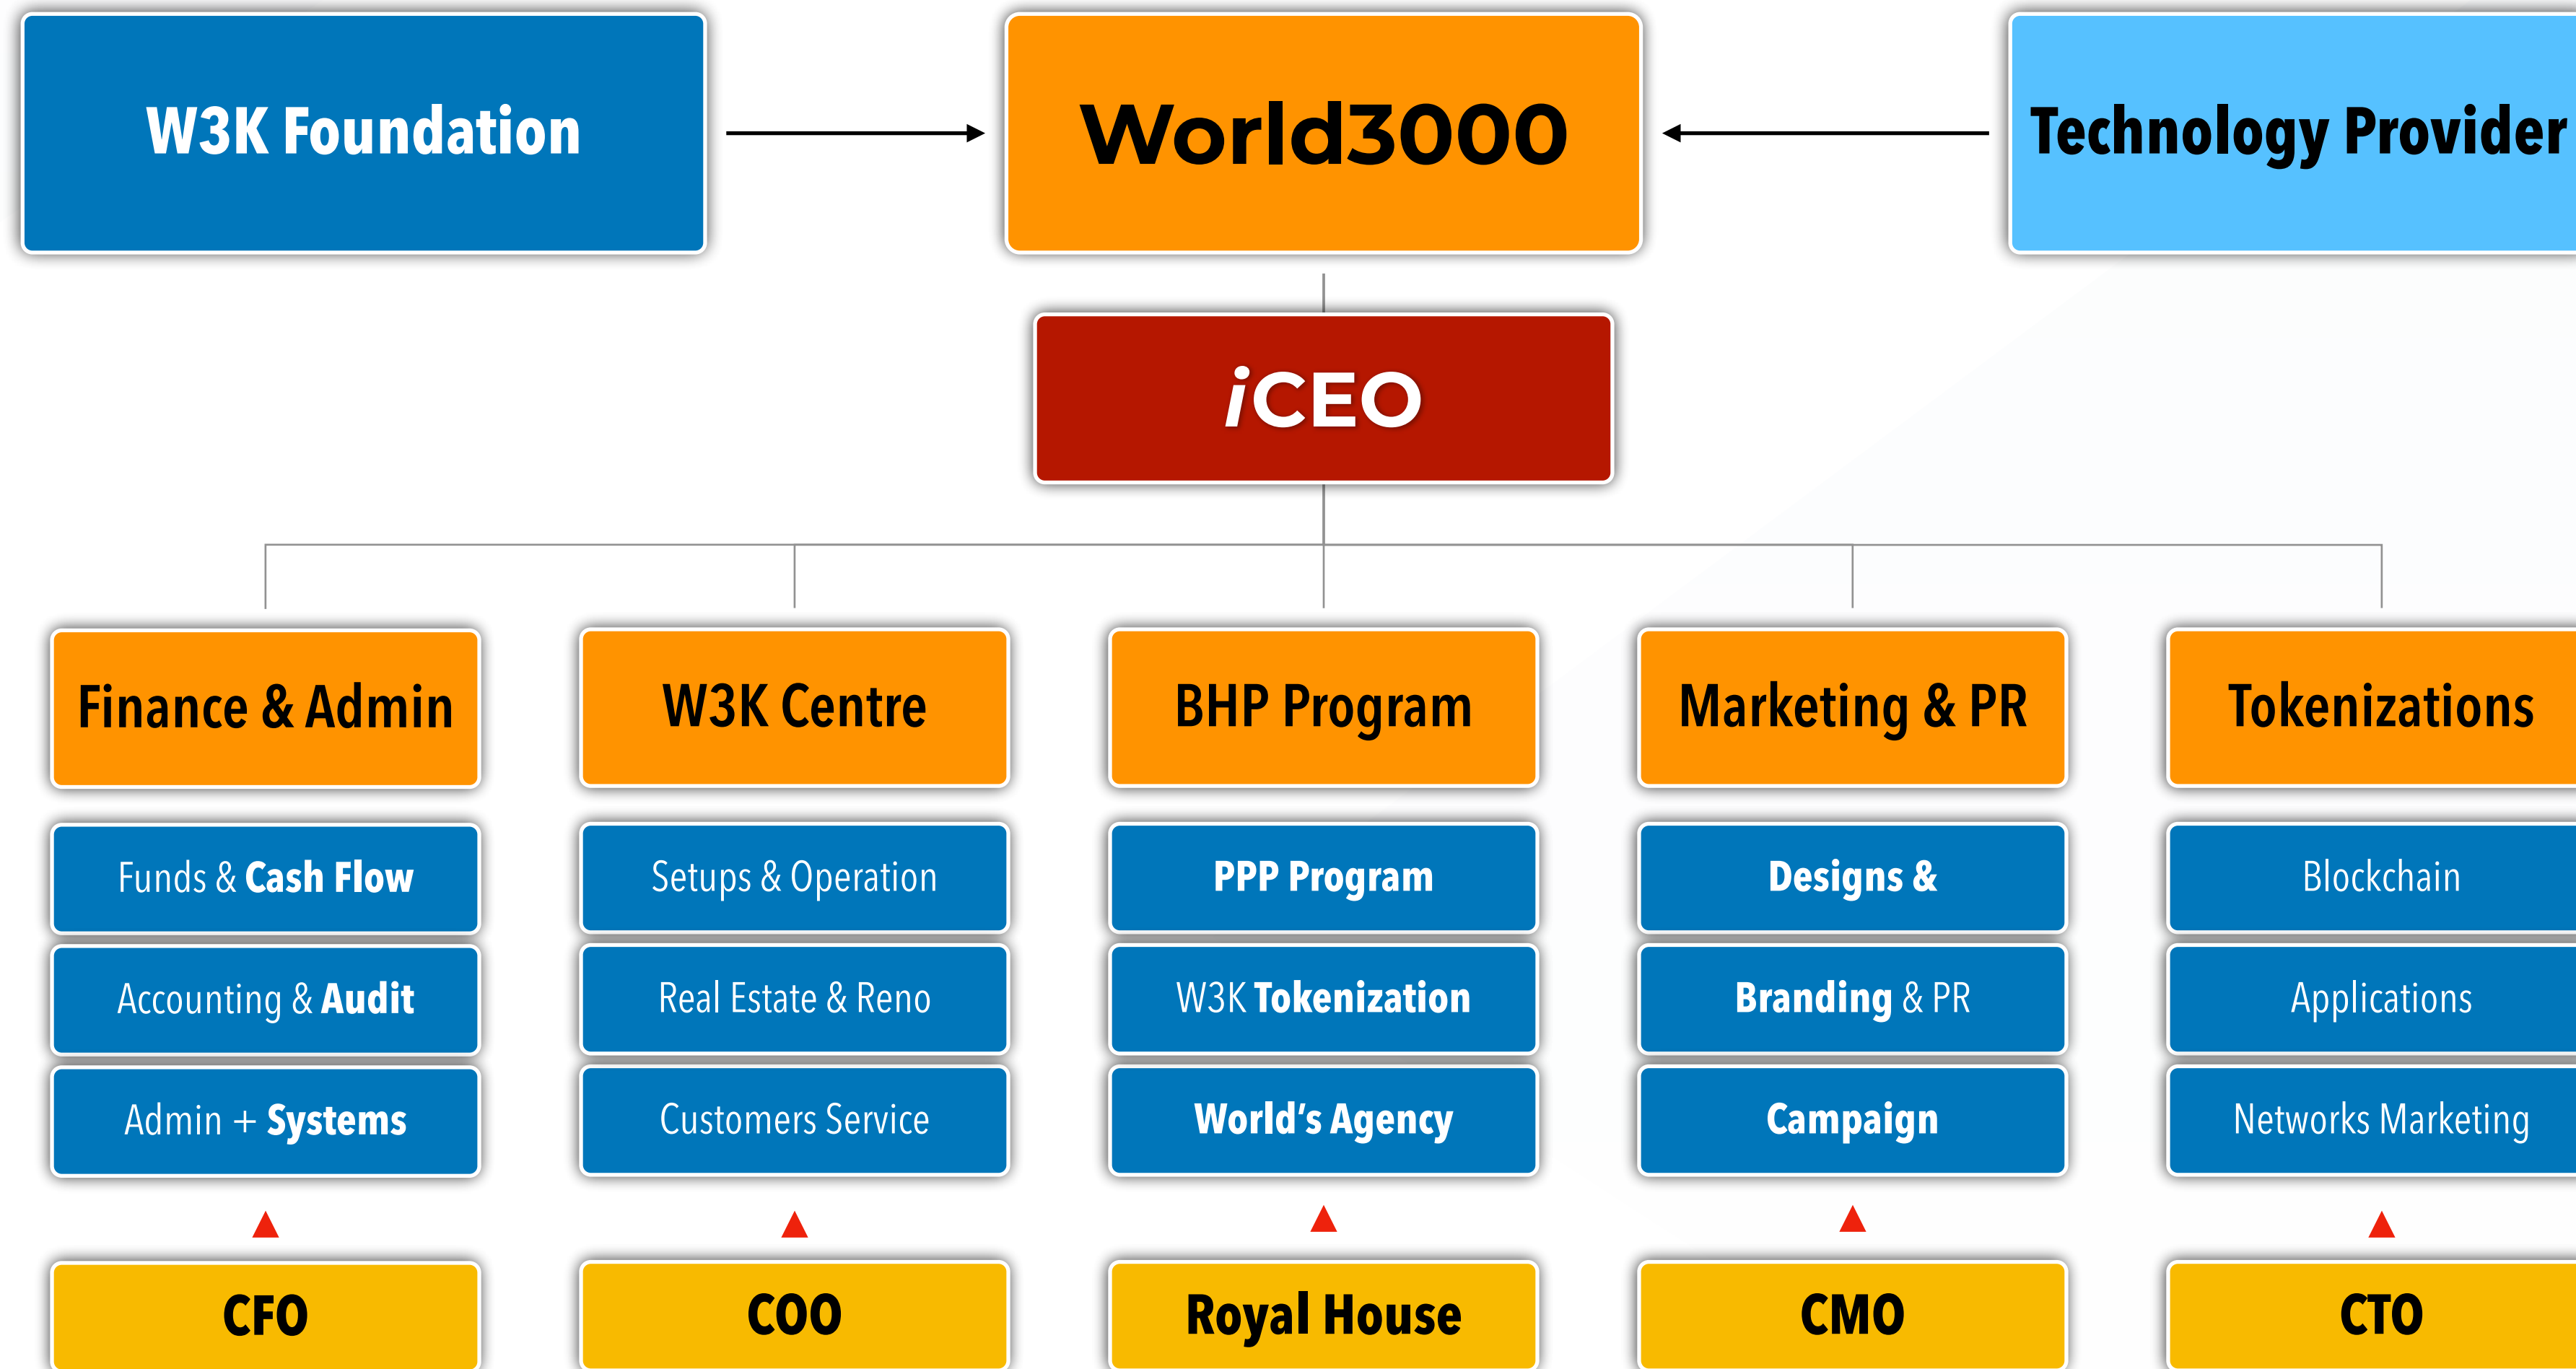 W3K Foundation
World3000
Technology Provider
iCEO
Finance & Admin
W3K Centre
BHP Program
Marketing & PR
Tokenizations
Funds & Cash Flow
Setups & Operation
PPP Program
Designs &
Blockchain
Accounting & Audit
Real Estate & Reno
W3K Tokenization
Branding & PR
Applications
Admin + Systems
Customers Service
World’s Agency
Campaign
Networks Marketing
CFO
COO
Royal House
CMO
CTO